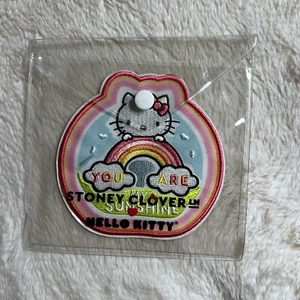 YOU ARE
MY
STONEY CLOVER LN
SUNSHINE
HELLO KITTY